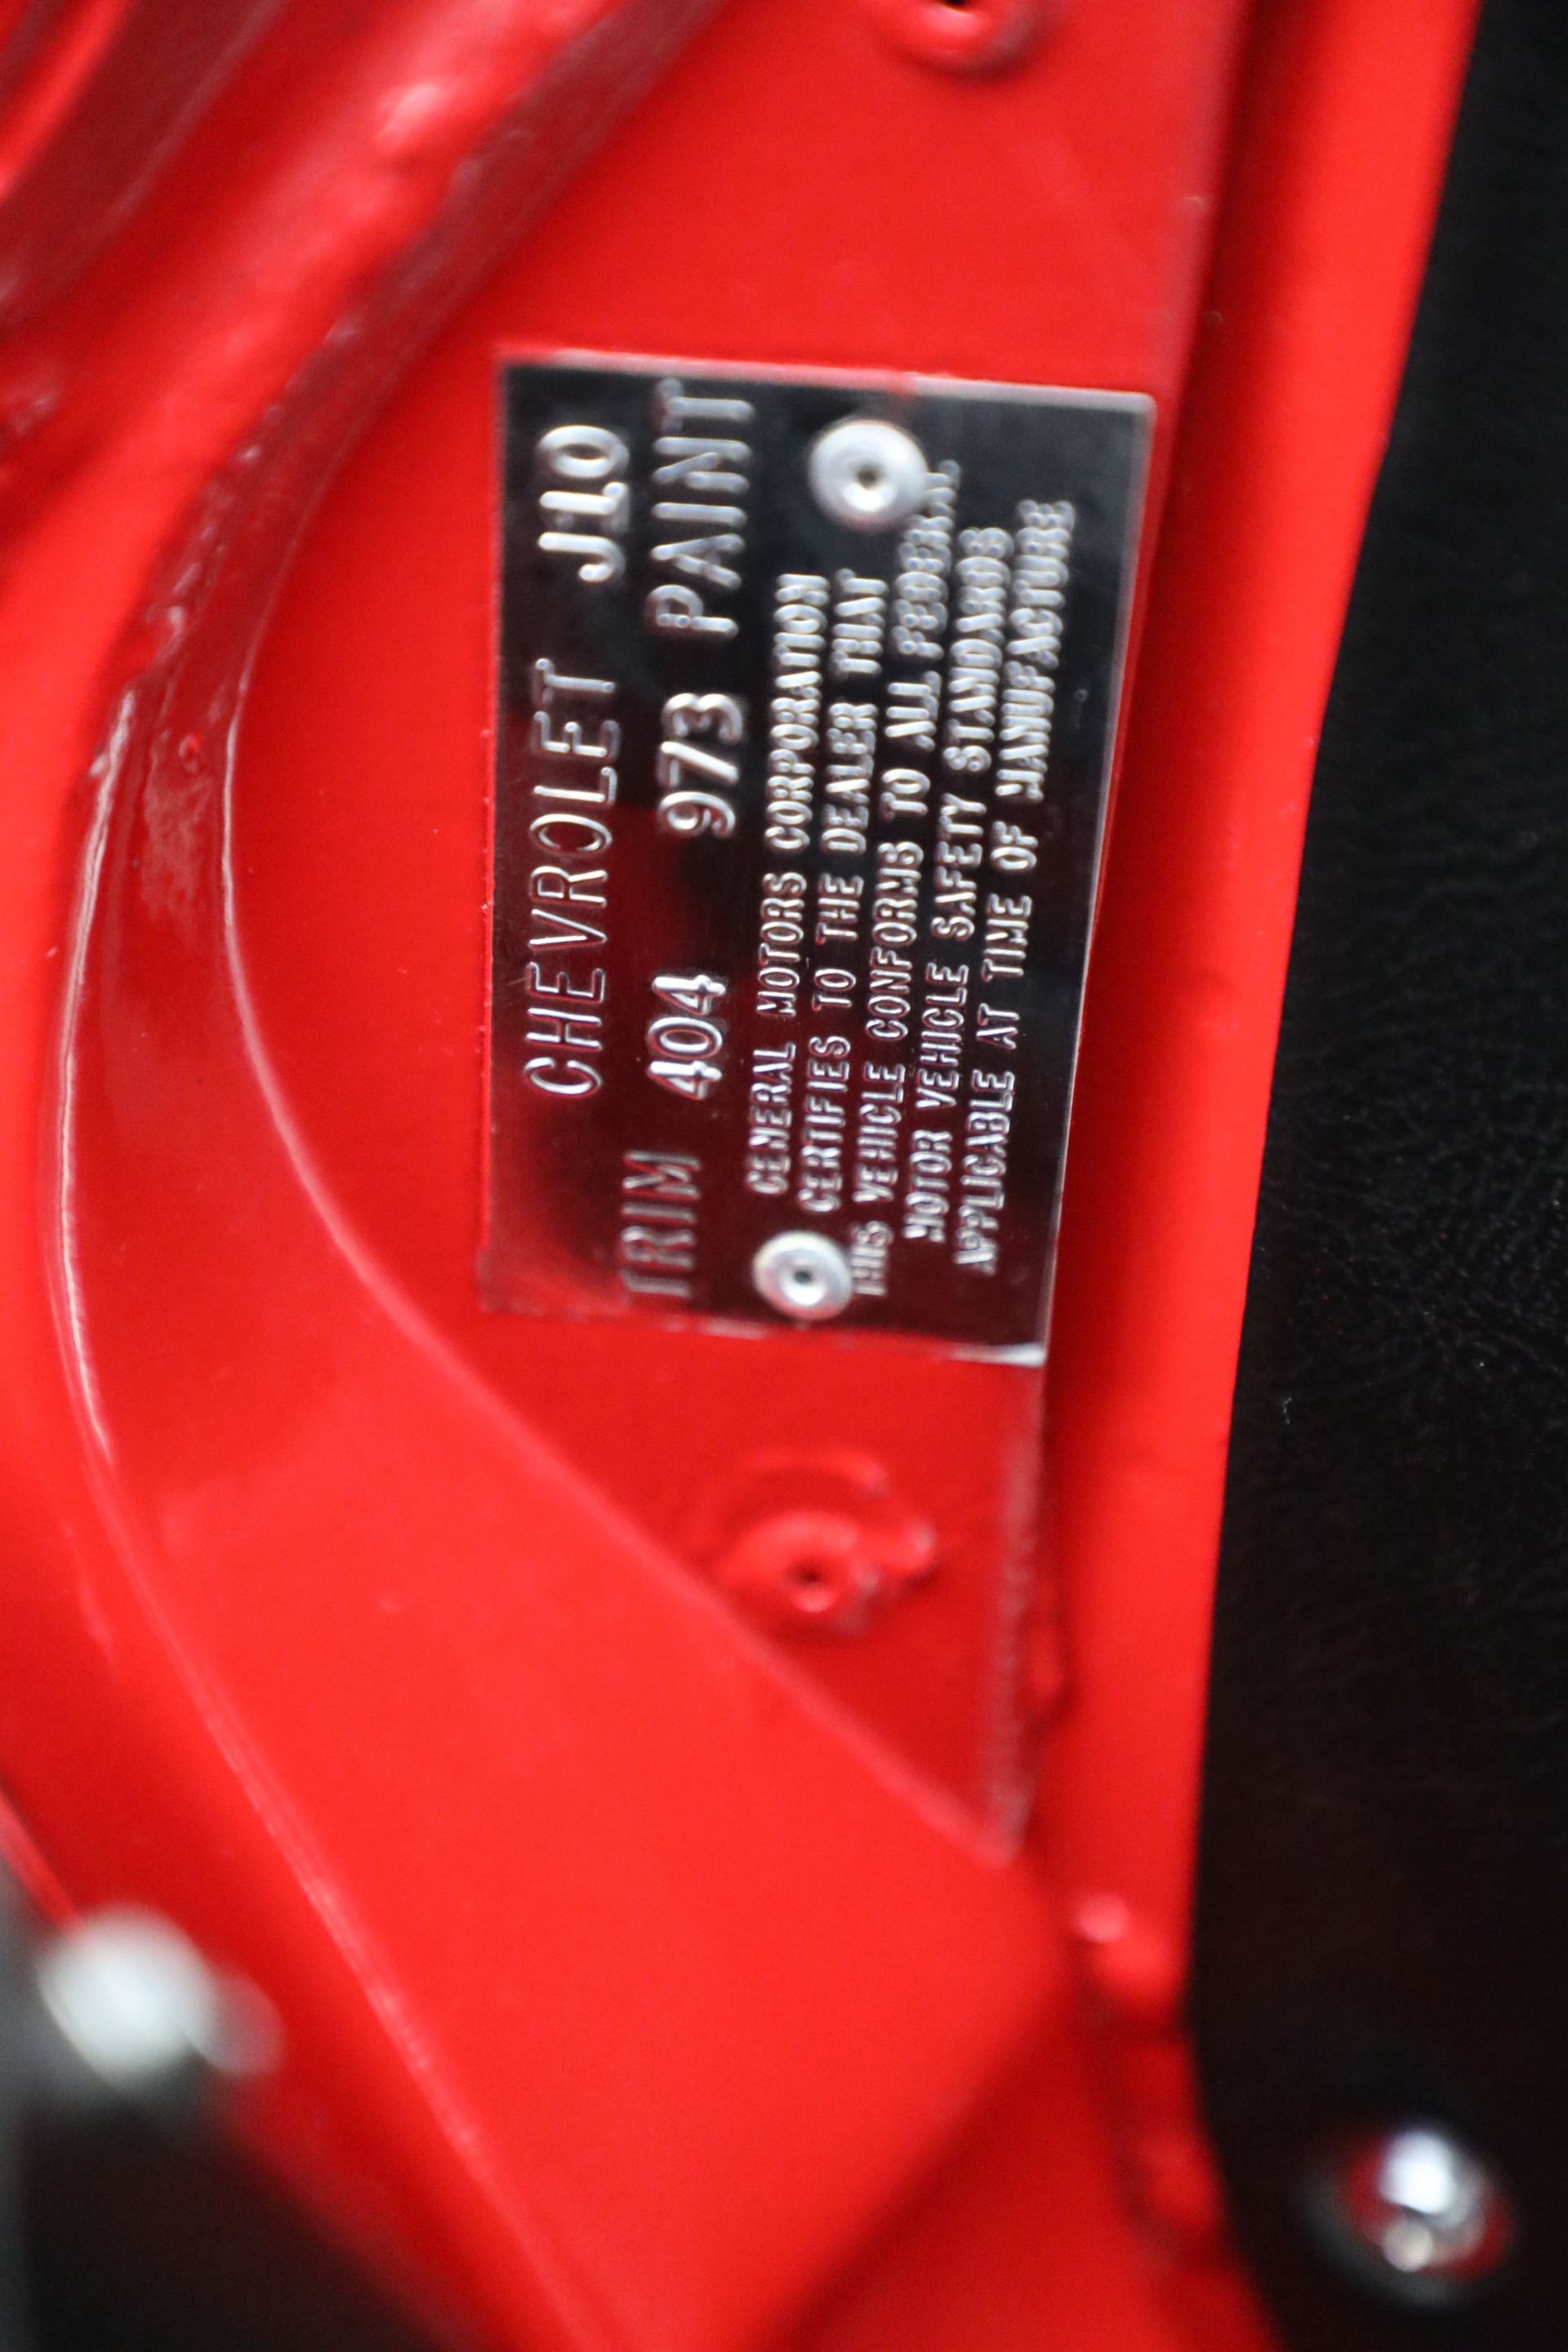 CHEVROLET J10
TRIM 404 973 PAINT
GENERAL MOTORS CORPORATION
CERTIFIES TO THE DEALER THAT
THIS VEHICLE CONFORMS TO ALL FEDERAL
MOTOR VEHICLE SAFETY STANDARDS
APPLICABLE AT TIME OF MANUFACTURE